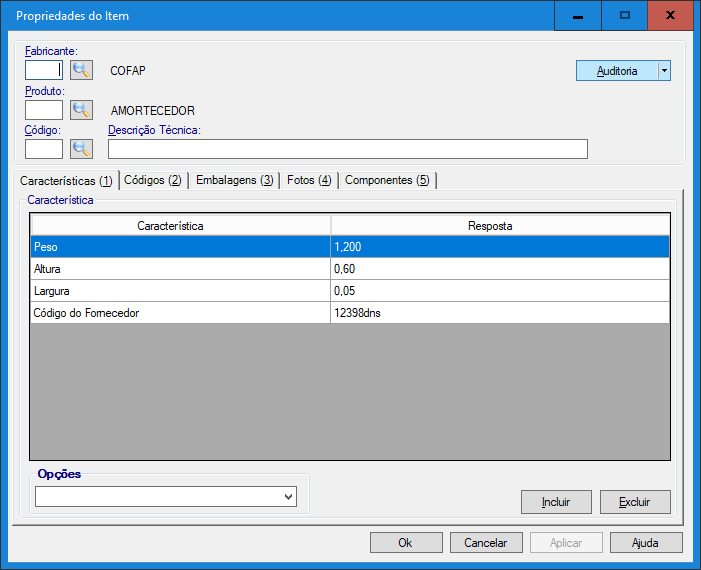 Propriedades do Item
Fabricante:
COFAP
Auditoria
Produto:
AMORTECEDOR
Código: Descrição Técnica:
Características (1) Códigos (2) Embalagens (3) Fotos (4) Componentes (5)
Característica
Característica Resposta
Peso 1,200
Altura 0,60
Largura 0,05
Código do Fornecedor 12398dns
Opções
Incluir Excluir
Ok Cancelar Aplicar Ajuda